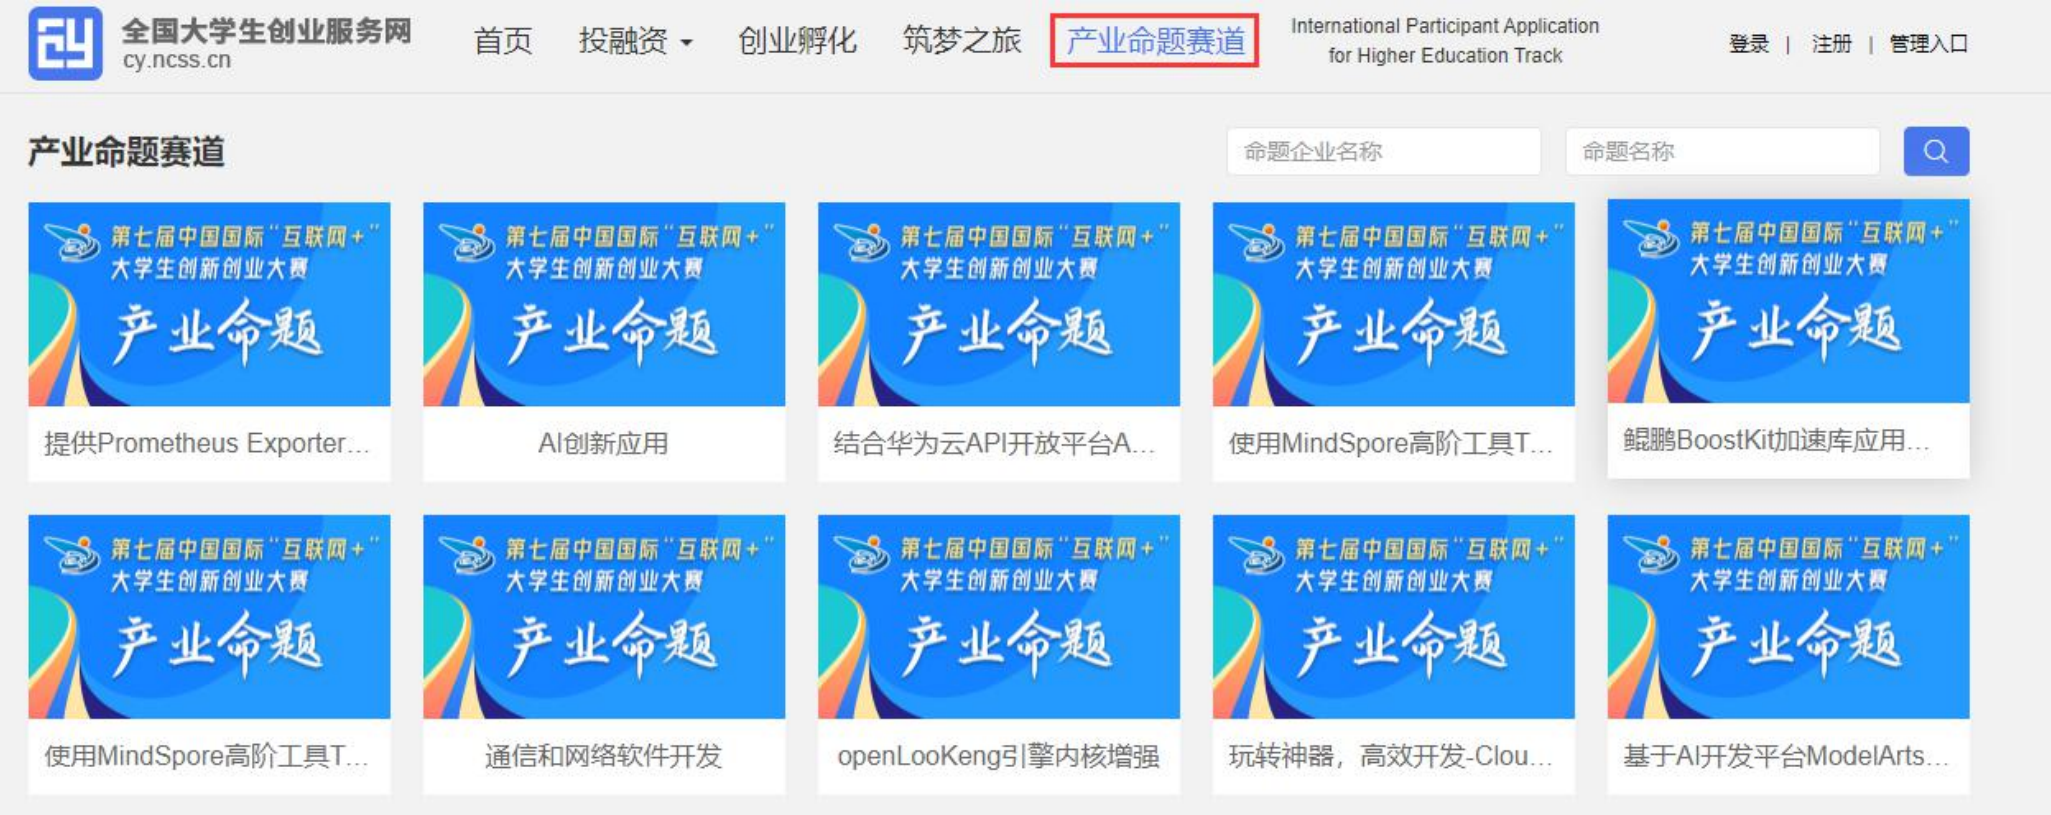 全国大学生创业服务网
cy.ncss.cn
首页 投融资 创业孵化 筑梦之旅 产业命题赛道
International Participant Application
for Higher Education Track
登录 | 注册 | 管理入口
产业命题赛道
命题企业名称 命题名称
第七届中国国际“互联网+”
大学生创新创业大赛
产业命题
提供Prometheus Exporter...
第七届中国国际“互联网+”
大学生创新创业大赛
产业命题
AI创新应用
第七届中国国际“互联网+”
大学生创新创业大赛
产业命题
结合华为云API开放平台A...
第七届中国国际“互联网+”
大学生创新创业大赛
产业命题
使用MindSpore高阶工具T...
第七届中国国际“互联网+”
大学生创新创业大赛
产业命题
鲲鹏BoostKit加速库应用...
第七届中国国际“互联网+”
大学生创新创业大赛
产业命题
使用MindSpore高阶工具T...
第七届中国国际“互联网+”
大学生创新创业大赛
产业命题
通信和网络软件开发
第七届中国国际“互联网+”
大学生创新创业大赛
产业命题
openLooKeng引擎内核增强
第七届中国国际“互联网+”
大学生创新创业大赛
产业命题
玩转神器，高效开发-Clou...
第七届中国国际“互联网+”
大学生创新创业大赛
产业命题
基于AI开发平台ModelArts...